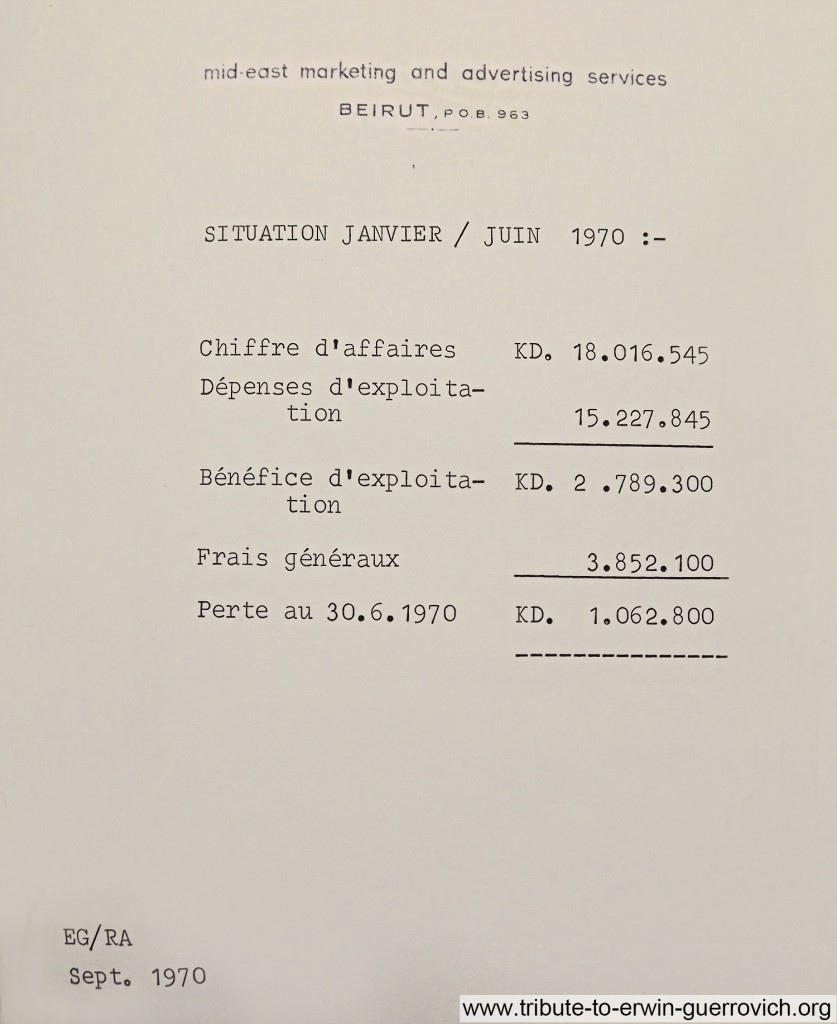 mid-east marketing and advertising services
BEIRUT, P.O.B. 963
SITUATION JANVIER / JUIN 1970 :-
Chiffre d'affaires KD. 18.016.545
Dépenses d'exploita-
tion 15.227.845
Bénéfice d'exploita- KD. 2 .789.300
tion
Frais généraux 3.852.100
Perte au 30.6.1970 KD. 1.062.800
EG/RA
Sept. 1970
www.tribute-to-erwin-guerrovich.org